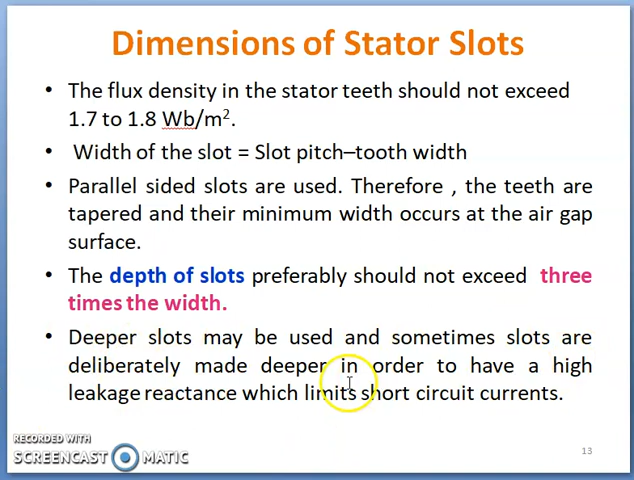 Dimensions of Stator Slots
• The flux density in the stator teeth should not exceed
1.7 to 1.8 Wb/m².
• Width of the slot = Slot pitch–tooth width
• Parallel sided slots are used. Therefore , the teeth are
tapered and their minimum width occurs at the air gap
surface.
• The depth of slots preferably should not exceed three
times the width.
• Deeper slots may be used and sometimes slots are
deliberately made deeper in order to have a high
leakage reactance which limits short circuit currents.
RECORDED WITH
SCREENCAST MATIC
13